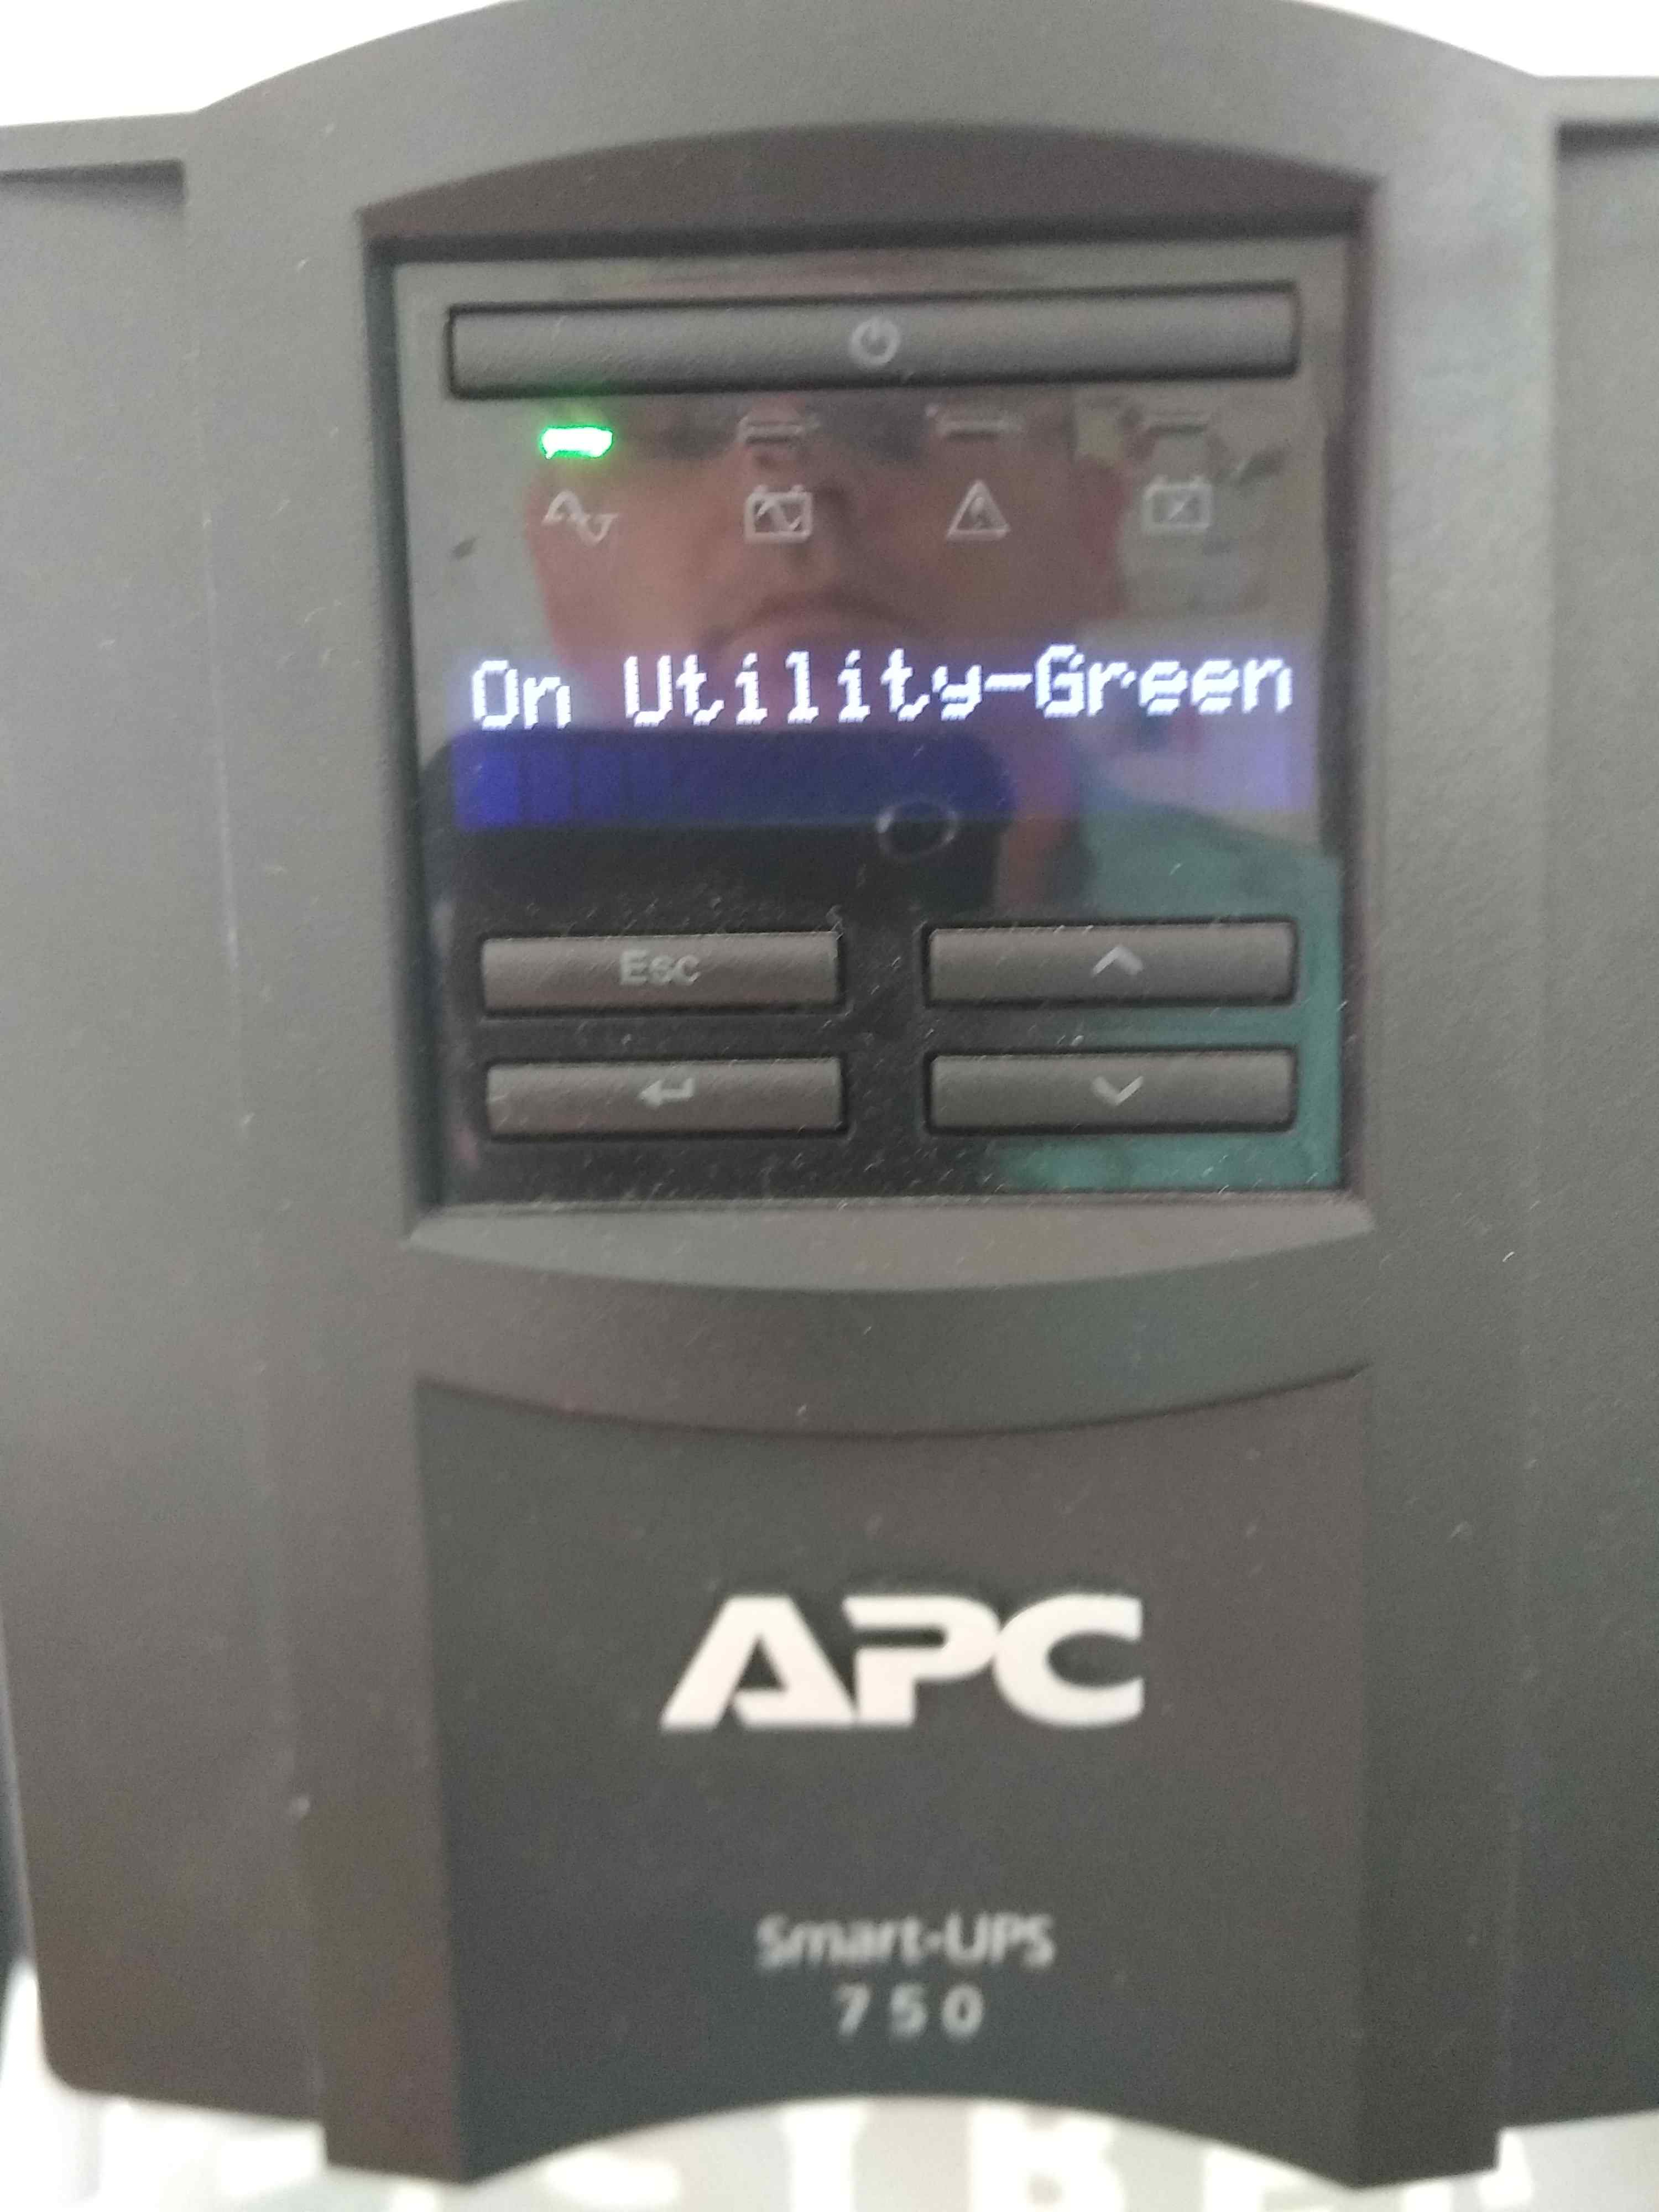 On Utility-Green
Esc
APC
Smart-UPS
750